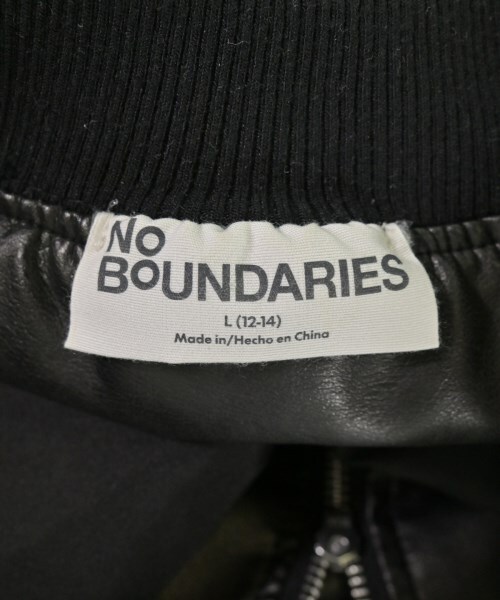 NO
BOUNDARIES
L (12-14)
Made in/Hecho en China